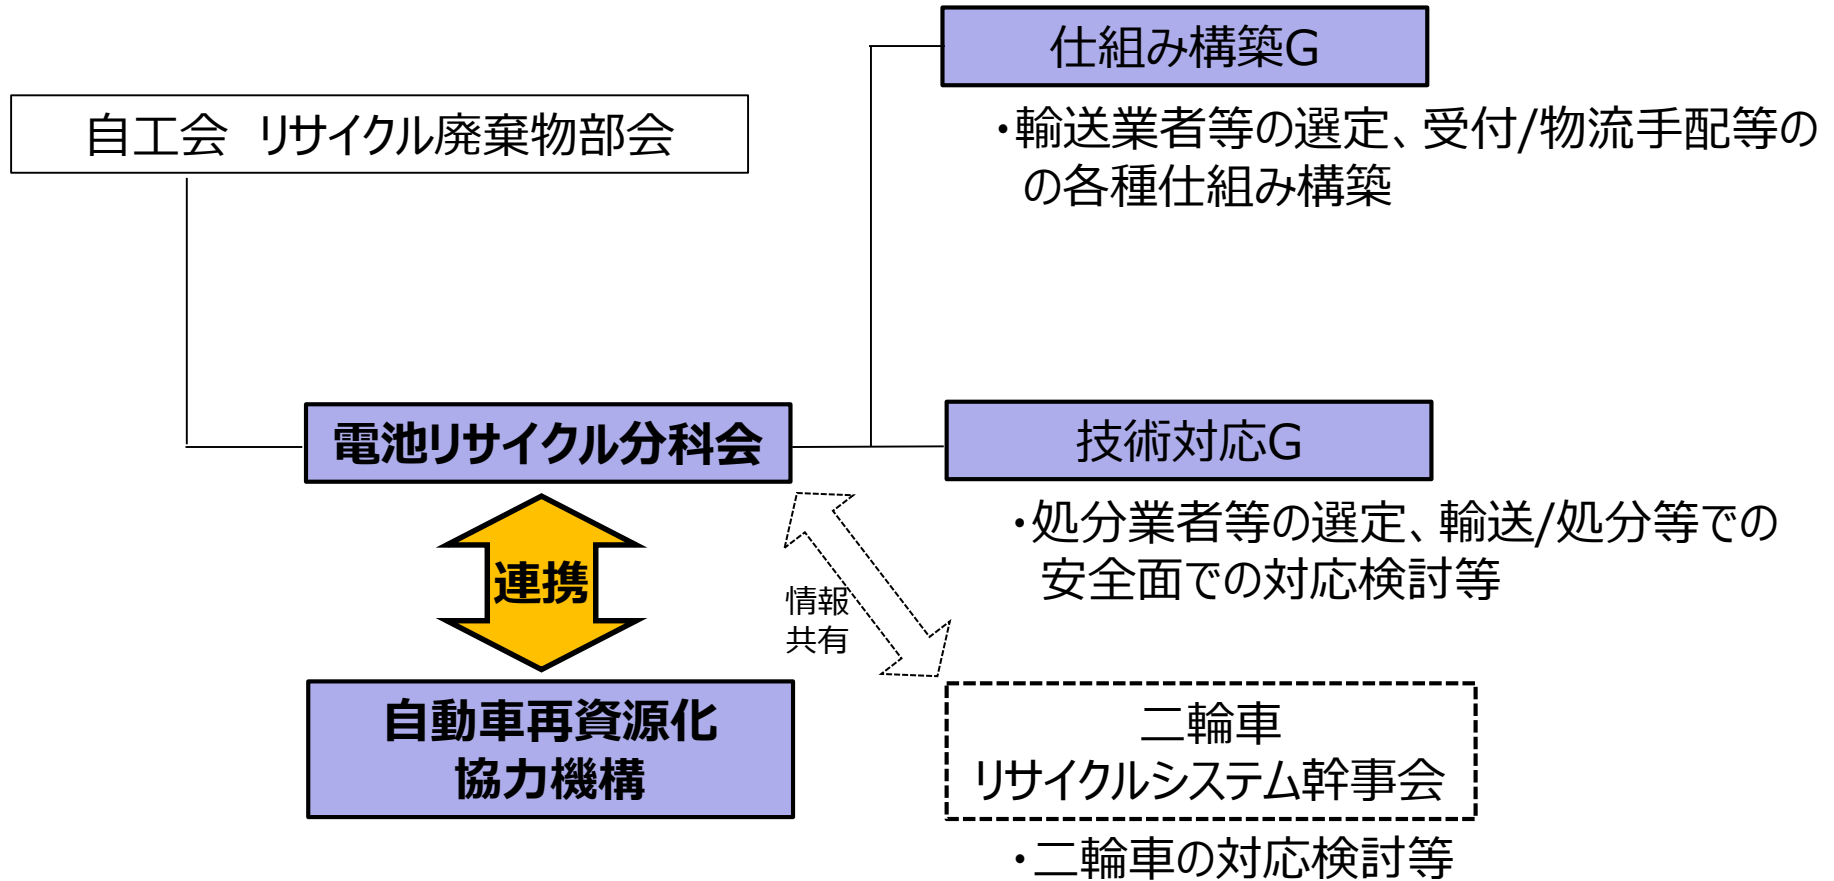 仕組み構築G
・輸送業者等の選定、受付/物流手配等の
の各種仕組み構築
自工会 リサイクル廃棄物部会
電池リサイクル分科会
技術対応G
・処分業者等の選定、輸送/処分等での
安全面での対応検討等
連携
情報
共有
自動車再資源化
協力機構
二輪車
リサイクルシステム幹事会
・二輪車の対応検討等